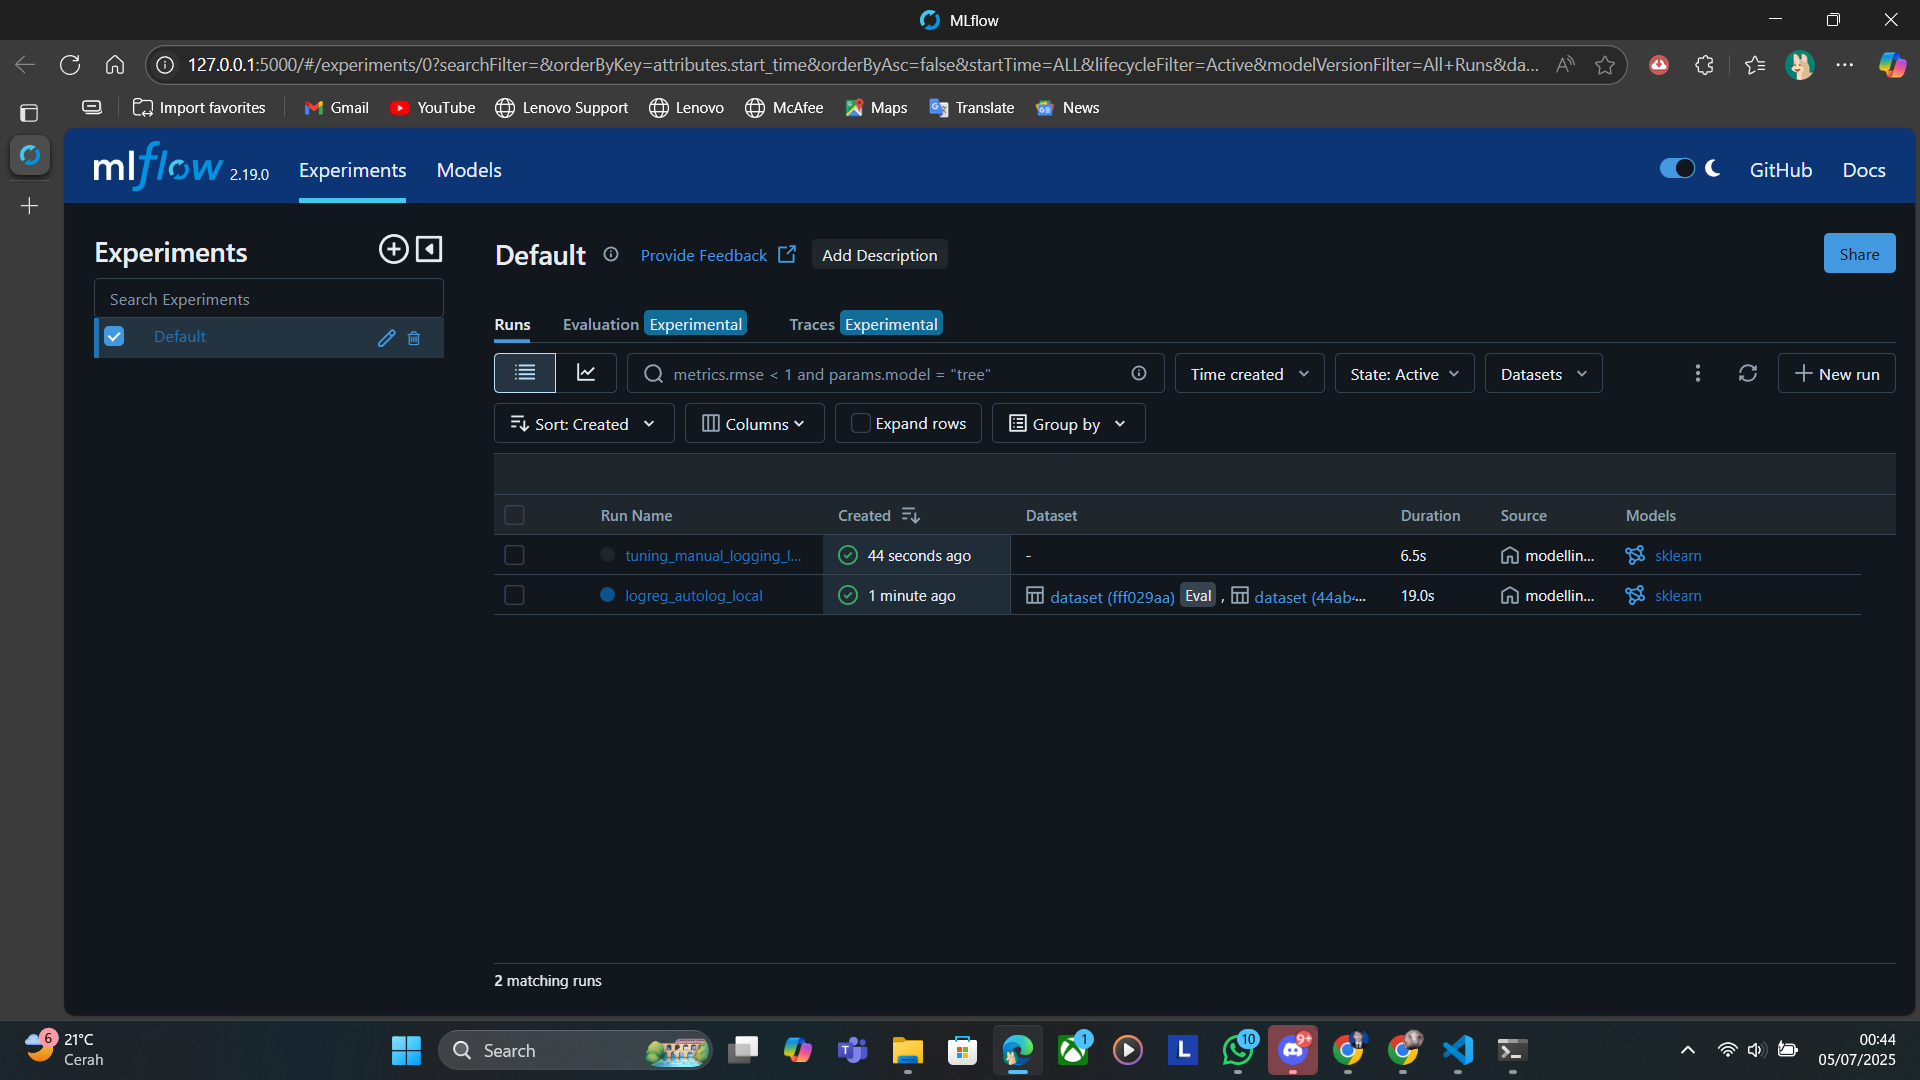 MLflow
127.0.0.1:5000/#/experiments/0?searchFilter=&orderByKey=attributes.start_time&orderByAsc=false&startTime=ALL&lifecycleFilter=Active&modelVersionFilter=All+Runs&da...
Import favorites Gmail YouTube Lenovo Support Lenovo McAfee Maps Translate News
mlflow 2.19.0 Experiments Models GitHub Docs
Experiments
Search Experiments
Default
Default Provide Feedback Add Description Share
Runs Evaluation Experimental Traces Experimental
metrics.rmse < 1 and params.model = "tree" Time created State: Active Datasets New run
Sort: Created Columns Expand rows Group by
Run Name Created Dataset Duration Source Models
tuning_manual_logging_l... 44 seconds ago - 6.5s modellin... sklearn
logreg_autolog_local 1 minute ago dataset (fff029aa) Eval , dataset (44ab... 19.0s modellin... sklearn
2 matching runs
6 21°C
Cerah
Search
1 L 10 9+
00:44
05/07/2025